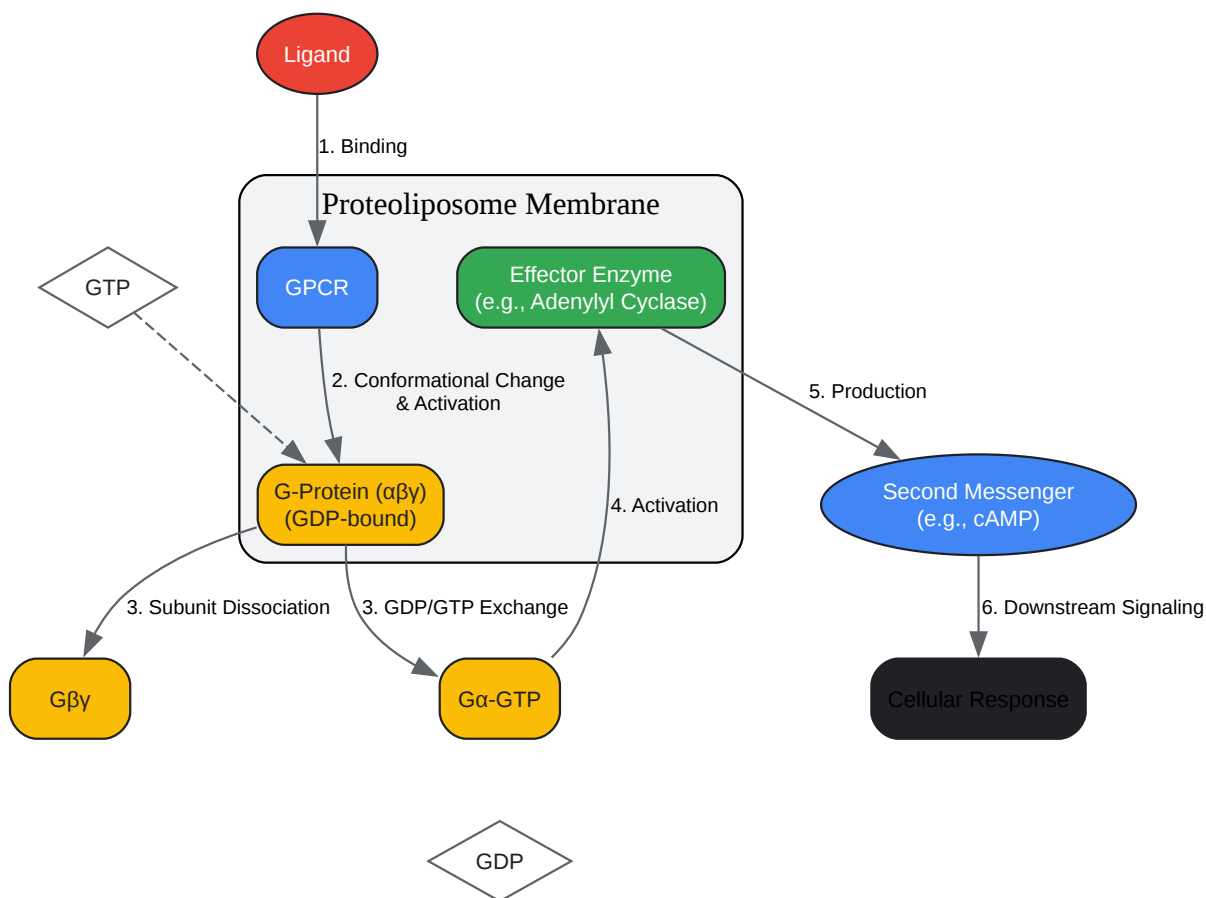 Ligand
1. Binding
Proteoliposome Membrane
GTP
GPCR
Effector Enzyme
(e.g., Adenylyl Cyclase)
2. Conformational Change
& Activation
5. Production
G-Protein (αβγ)
(GDP-bound)
4. Activation
Second Messenger
(e.g., cAMP)
3. Subunit Dissociation
3. GDP/GTP Exchange
6. Downstream Signaling
Gβγ
Gα-GTP
Cellular Response
GDP